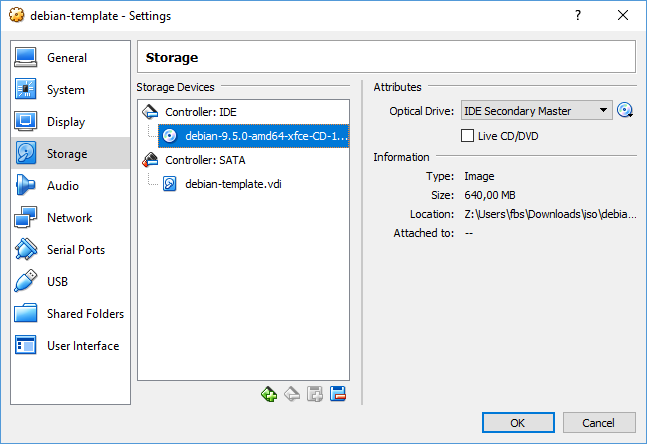 debian-template - Settings
General
System
Display
Storage
Audio
Network
Serial Ports
USB
Shared Folders
User Interface
Storage
Storage Devices
Controller: IDE
debian-9.5.0-amd64-xfce-CD-1...
Controller: SATA
debian-template.vdi
Attributes
Optical Drive: IDE Secondary Master
Live CD/DVD
Information
Type: Image
Size: 640,00 MB
Location: Z:\Users\fbs\Downloads\iso\debia...
Attached to: --
OK Cancel